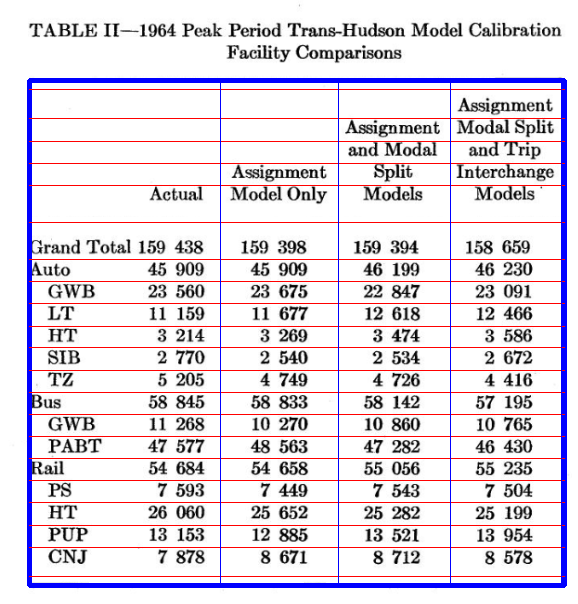 TABLE II—1964 Peak Period Trans-Hudson Model Calibration
Facility Comparisons
Assignment
Assignment Modal Split
and Modal and Trip
Assignment Split Interchange
Actual Model Only Models Models
Grand Total 159 438 159 398 159 394 158 659
Auto 45 909 45 909 46 199 46 230
GWB 23 560 23 675 22 847 23 091
LT 11 159 11 677 12 618 12 466
HT 3 214 3 269 3 474 3 586
SIB 2 770 2 540 2 534 2 672
TZ 5 205 4 749 4 726 4 416
Bus 58 845 58 833 58 142 57 195
GWB 11 268 10 270 10 860 10 765
PABT 47 577 48 563 47 282 46 430
Rail 54 684 54 658 55 056 55 235
PS 7 593 7 449 7 543 7 504
HT 26 060 25 652 25 282 25 199
PUP 13 153 12 885 13 521 13 954
CNJ 7 878 8 671 8 712 8 578